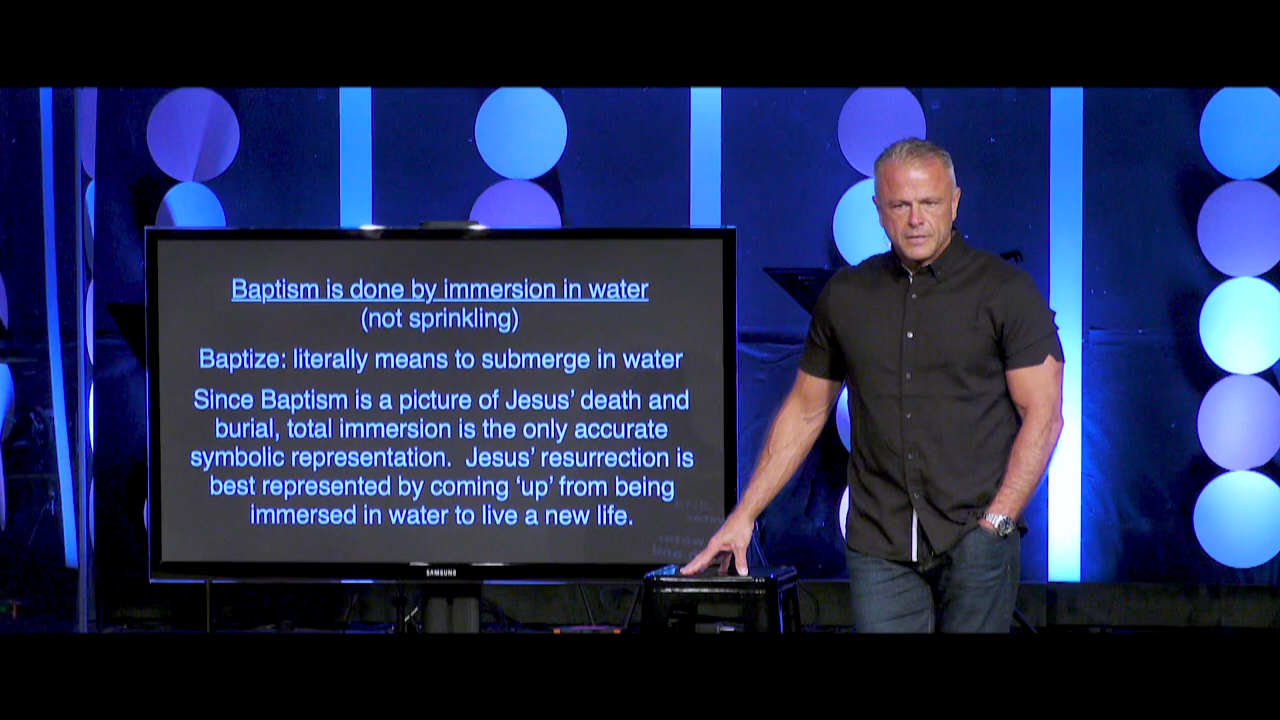 Baptism is done by immersion in water
(not sprinkling)
Baptize: literally means to submerge in water
Since Baptism is a picture of Jesus’ death and
burial, total immersion is the only accurate
symbolic representation.  Jesus’ resurrection is
best represented by coming ‘up’ from being
immersed in water to live a new life.
SAMSUNG